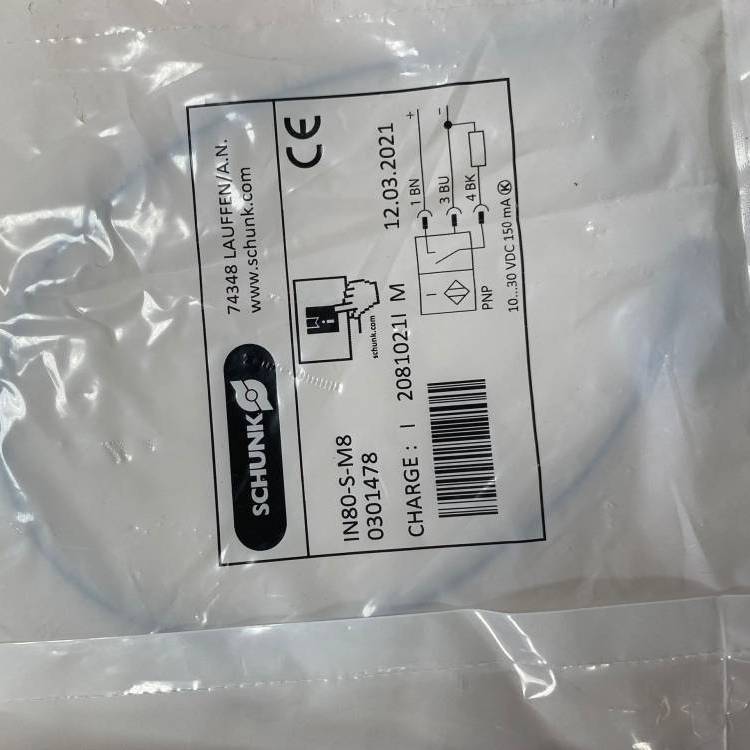 SCHUNK
74348 LAUFFEN/A.N.
www.schunk.com
CE
IN80-S-M8
0301478
schunk.com
CHARGE : I 2081021I M 12.03.2021
1 BN +
3 BU -
4 BK
PNP
10...30 VDC 150 mA K